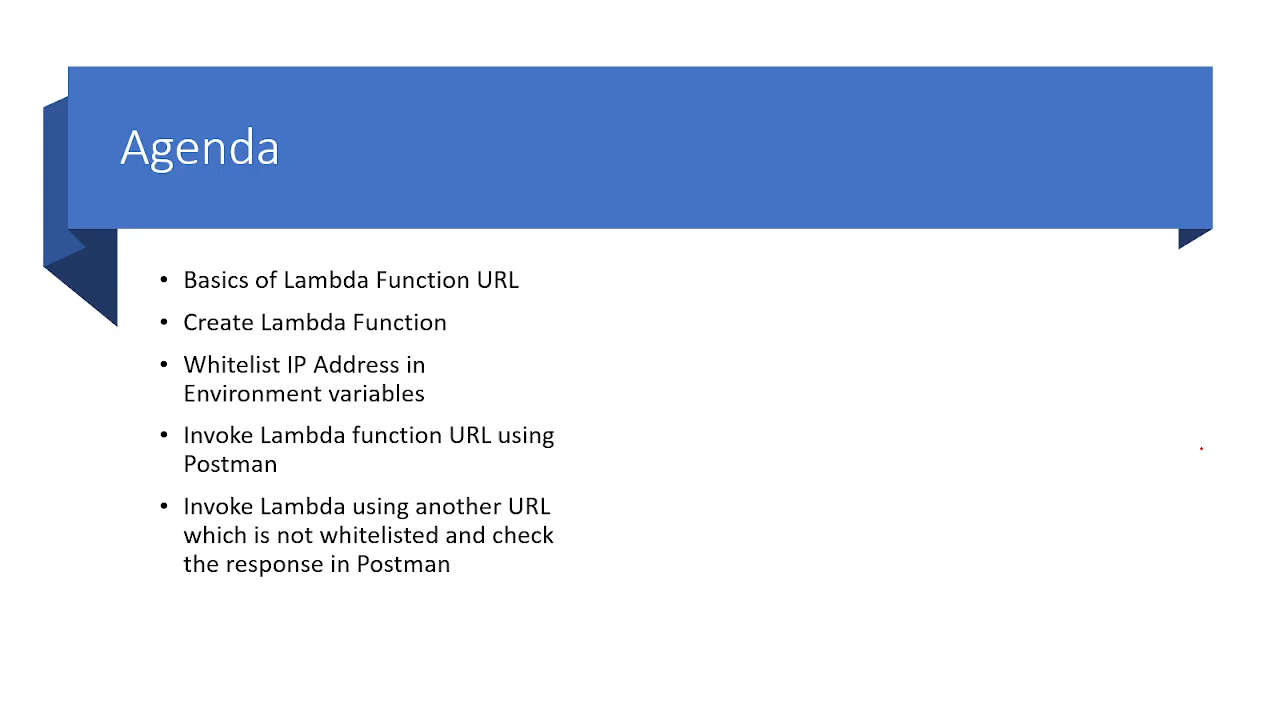 Agenda
• Basics of Lambda Function URL
• Create Lambda Function
• Whitelist IP Address in
Environment variables
• Invoke Lambda function URL using
Postman
• Invoke Lambda using another URL
which is not whitelisted and check
the response in Postman